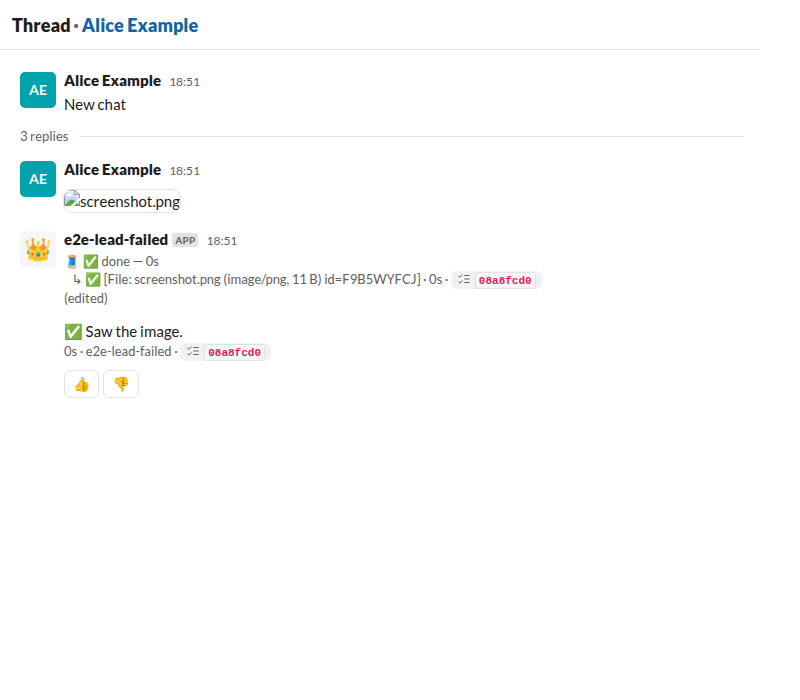 Thread • Alice Example
AE
Alice Example 18:51
New chat
3 replies
AE
Alice Example 18:51
screenshot.png
e2e-lead-failed APP 18:51
🧵 ✅ done — 0s
↳ ✅ [File: screenshot.png (image/png, 11 B) id=F9B5WYFCJ] · 0s · 08a8fcd0
(edited)
✅ Saw the image.
0s · e2e-lead-failed · 08a8fcd0
👍 👎